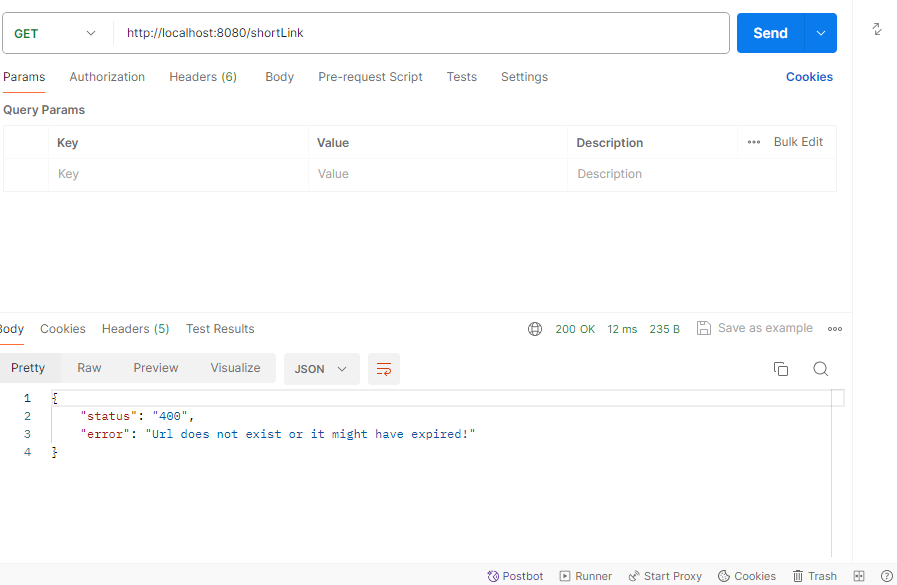 GET http://localhost:8080/shortLink Send
Params Authorization Headers (6) Body Pre-request Script Tests Settings Cookies
Query Params
Key Value Description Bulk Edit
Key Value Description
Body Cookies Headers (5) Test Results 200 OK 12 ms 235 B Save as example
Pretty Raw Preview Visualize JSON
1 {
2 "status": "400",
3 "error": "Url does not exist or it might have expired!"
4 }
Postbot Runner Start Proxy Cookies Trash